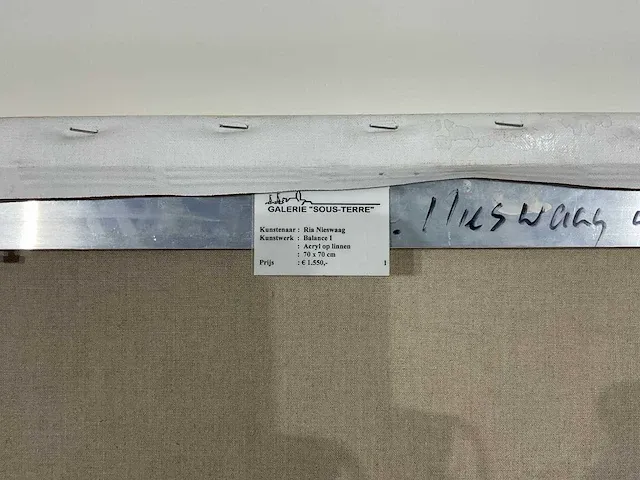 GALERIE "SOUS-TERRE"
Kunstenaar : Ria Nieswaag
Kunstwerk : Balance I
: Acryl op linnen
: 70 x 70 cm
Prijs : € 1.550,- 1
Nieswaag